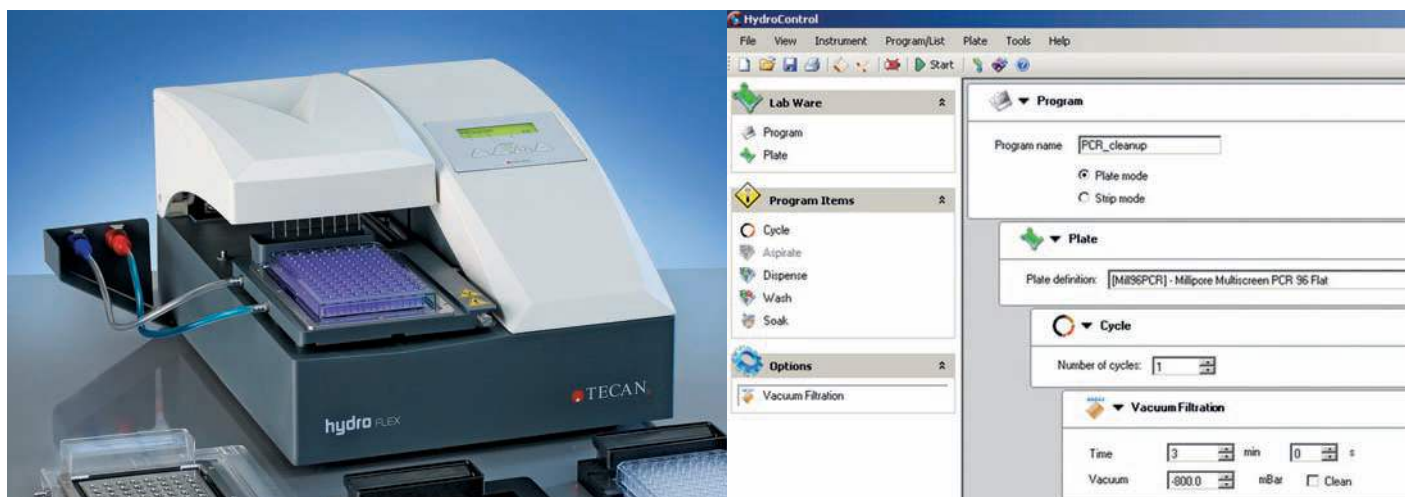 TECAN
hydro FLEX
HydroControl
File View Instrument Program/List Plate Tools Help
Start
Lab Ware
Program
Plate
Program Items
Cycle
Aspirate
Dispense
Wash
Soak
Options
Vacuum Filtration
Program
Program name PCR_cleanup
Plate mode
Strip mode
Plate
Plate definition: [Mill96PCR] - Millipore Multiscreen PCR 96 Flat
Cycle
Number of cycles: 1
Vacuum Filtration
Time 3 min 0 s
Vacuum -800.0 mBar Clean